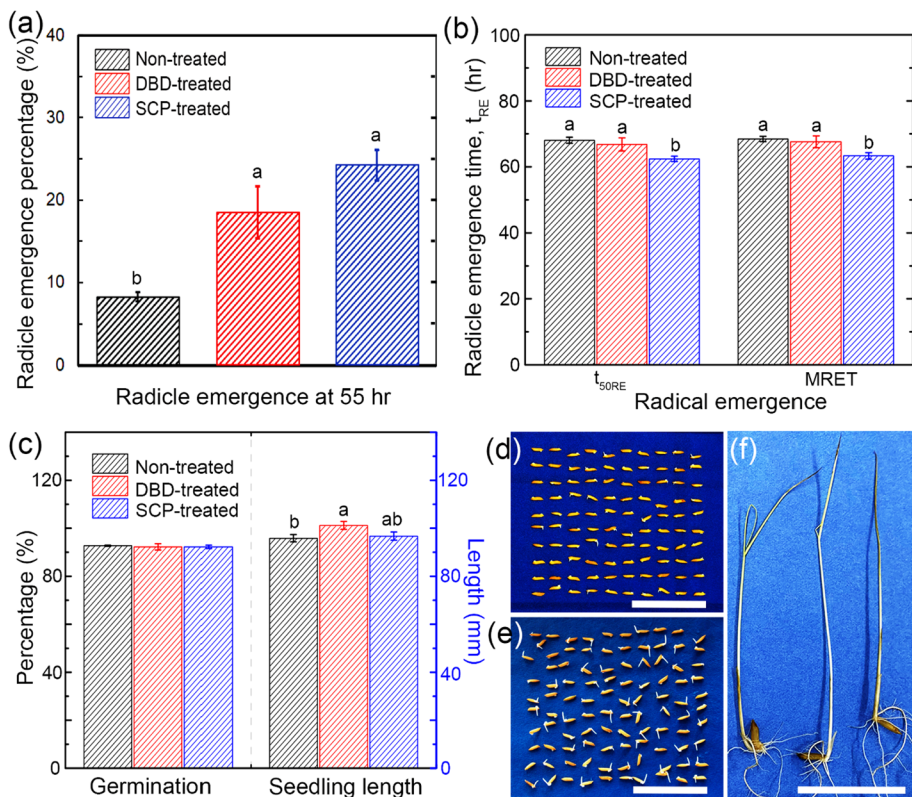 (a)
Radicle emergence percentage (%)
40
30
20
10
0
Non-treated
DBD-treated
SCP-treated
b
a
a
Radicle emergence at 55 hr
(b)
Radicle emergence time, t_RE (hr)
100
80
60
40
20
0
Non-treated
DBD-treated
SCP-treated
a
a
b
a
a
b
t_50RE
MRET
Radical emergence
(c)
Percentage (%)
120
80
40
0
Non-treated
DBD-treated
SCP-treated
b
a
ab
Germination
Seedling length
120
80
40
0
Length (mm)
(d)
(e)
(f)